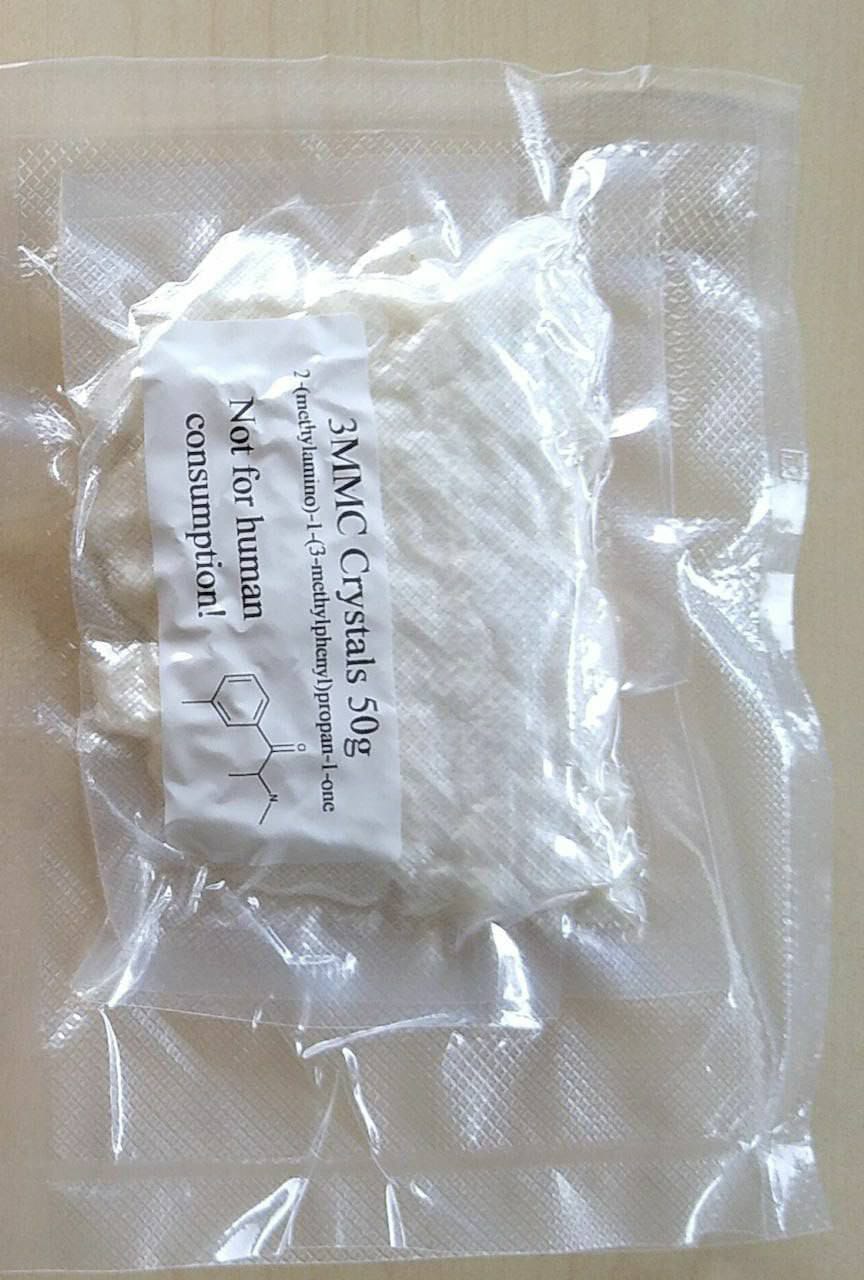 3MMC Crystals 50g
2-(methylamino)-1-(3-methylphenyl)propan-1-one
Not for human
consumption!
O
N